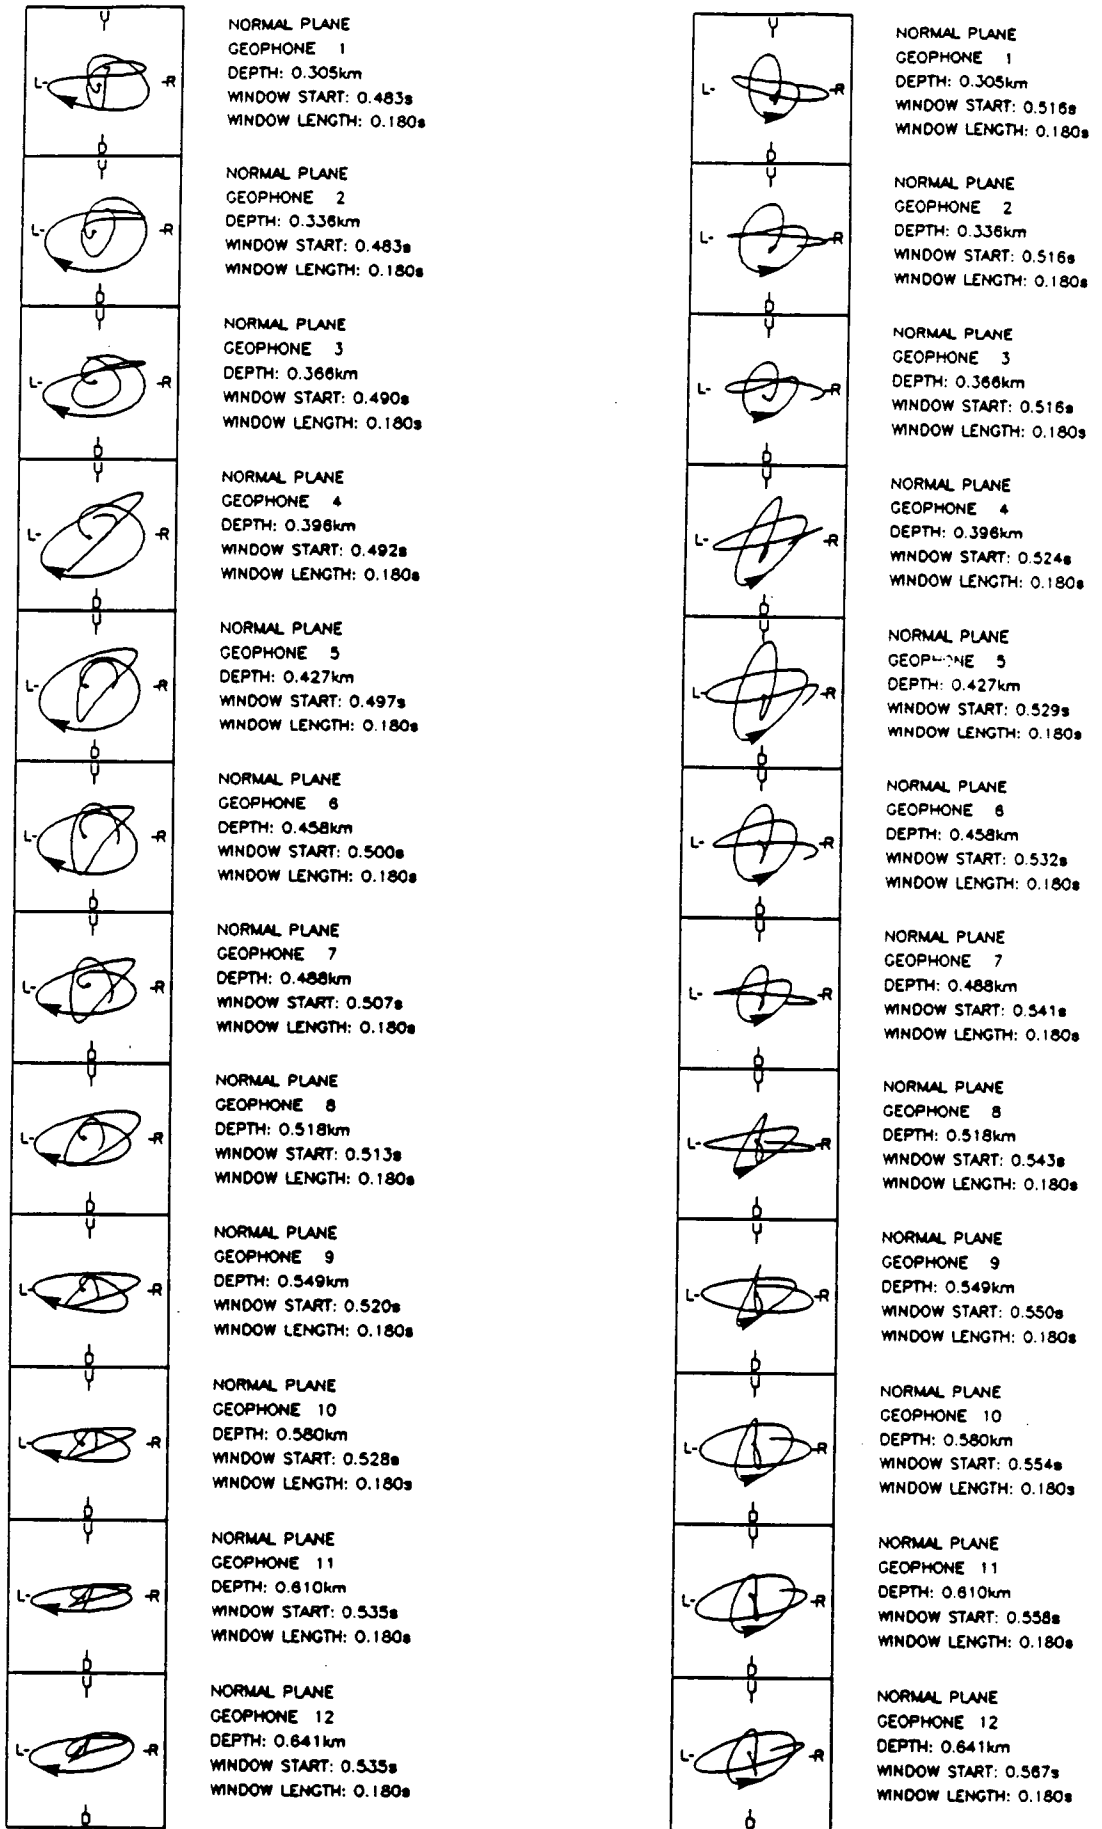 U
L-
-R
D
NORMAL PLANE
GEOPHONE 1
DEPTH: 0.305km
WINDOW START: 0.483s
WINDOW LENGTH: 0.180s
U
L-
-R
D
NORMAL PLANE
GEOPHONE 2
DEPTH: 0.336km
WINDOW START: 0.483s
WINDOW LENGTH: 0.180s
U
L-
-R
D
NORMAL PLANE
GEOPHONE 3
DEPTH: 0.366km
WINDOW START: 0.490s
WINDOW LENGTH: 0.180s
U
L-
-R
D
NORMAL PLANE
GEOPHONE 4
DEPTH: 0.396km
WINDOW START: 0.492s
WINDOW LENGTH: 0.180s
U
L-
-R
D
NORMAL PLANE
GEOPHONE 5
DEPTH: 0.427km
WINDOW START: 0.497s
WINDOW LENGTH: 0.180s
U
L-
-R
D
NORMAL PLANE
GEOPHONE 6
DEPTH: 0.458km
WINDOW START: 0.500s
WINDOW LENGTH: 0.180s
U
L-
-R
D
NORMAL PLANE
GEOPHONE 7
DEPTH: 0.488km
WINDOW START: 0.507s
WINDOW LENGTH: 0.180s
U
L-
-R
D
NORMAL PLANE
GEOPHONE 8
DEPTH: 0.518km
WINDOW START: 0.513s
WINDOW LENGTH: 0.180s
U
L-
-R
D
NORMAL PLANE
GEOPHONE 9
DEPTH: 0.549km
WINDOW START: 0.520s
WINDOW LENGTH: 0.180s
U
L-
-R
D
NORMAL PLANE
GEOPHONE 10
DEPTH: 0.580km
WINDOW START: 0.528s
WINDOW LENGTH: 0.180s
U
L-
-R
D
NORMAL PLANE
GEOPHONE 11
DEPTH: 0.610km
WINDOW START: 0.535s
WINDOW LENGTH: 0.180s
U
L-
-R
D
NORMAL PLANE
GEOPHONE 12
DEPTH: 0.641km
WINDOW START: 0.535s
WINDOW LENGTH: 0.180s
U
L-
-R
D
NORMAL PLANE
GEOPHONE 1
DEPTH: 0.305km
WINDOW START: 0.516s
WINDOW LENGTH: 0.180s
U
L-
-R
D
NORMAL PLANE
GEOPHONE 2
DEPTH: 0.336km
WINDOW START: 0.516s
WINDOW LENGTH: 0.180s
U
L-
-R
D
NORMAL PLANE
GEOPHONE 3
DEPTH: 0.366km
WINDOW START: 0.516s
WINDOW LENGTH: 0.180s
U
L-
-R
D
NORMAL PLANE
GEOPHONE 4
DEPTH: 0.396km
WINDOW START: 0.524s
WINDOW LENGTH: 0.180s
U
L-
-R
D
NORMAL PLANE
GEOPHONE 5
DEPTH: 0.427km
WINDOW START: 0.529s
WINDOW LENGTH: 0.180s
U
L-
-R
D
NORMAL PLANE
GEOPHONE 6
DEPTH: 0.458km
WINDOW START: 0.532s
WINDOW LENGTH: 0.180s
U
L-
-R
D
NORMAL PLANE
GEOPHONE 7
DEPTH: 0.488km
WINDOW START: 0.541s
WINDOW LENGTH: 0.180s
U
L-
-R
D
NORMAL PLANE
GEOPHONE 8
DEPTH: 0.518km
WINDOW START: 0.543s
WINDOW LENGTH: 0.180s
U
L-
-R
D
NORMAL PLANE
GEOPHONE 9
DEPTH: 0.549km
WINDOW START: 0.550s
WINDOW LENGTH: 0.180s
U
L-
-R
D
NORMAL PLANE
GEOPHONE 10
DEPTH: 0.580km
WINDOW START: 0.554s
WINDOW LENGTH: 0.180s
U
L-
-R
D
NORMAL PLANE
GEOPHONE 11
DEPTH: 0.610km
WINDOW START: 0.558s
WINDOW LENGTH: 0.180s
U
L-
-R
D
NORMAL PLANE
GEOPHONE 12
DEPTH: 0.641km
WINDOW START: 0.567s
WINDOW LENGTH: 0.180s